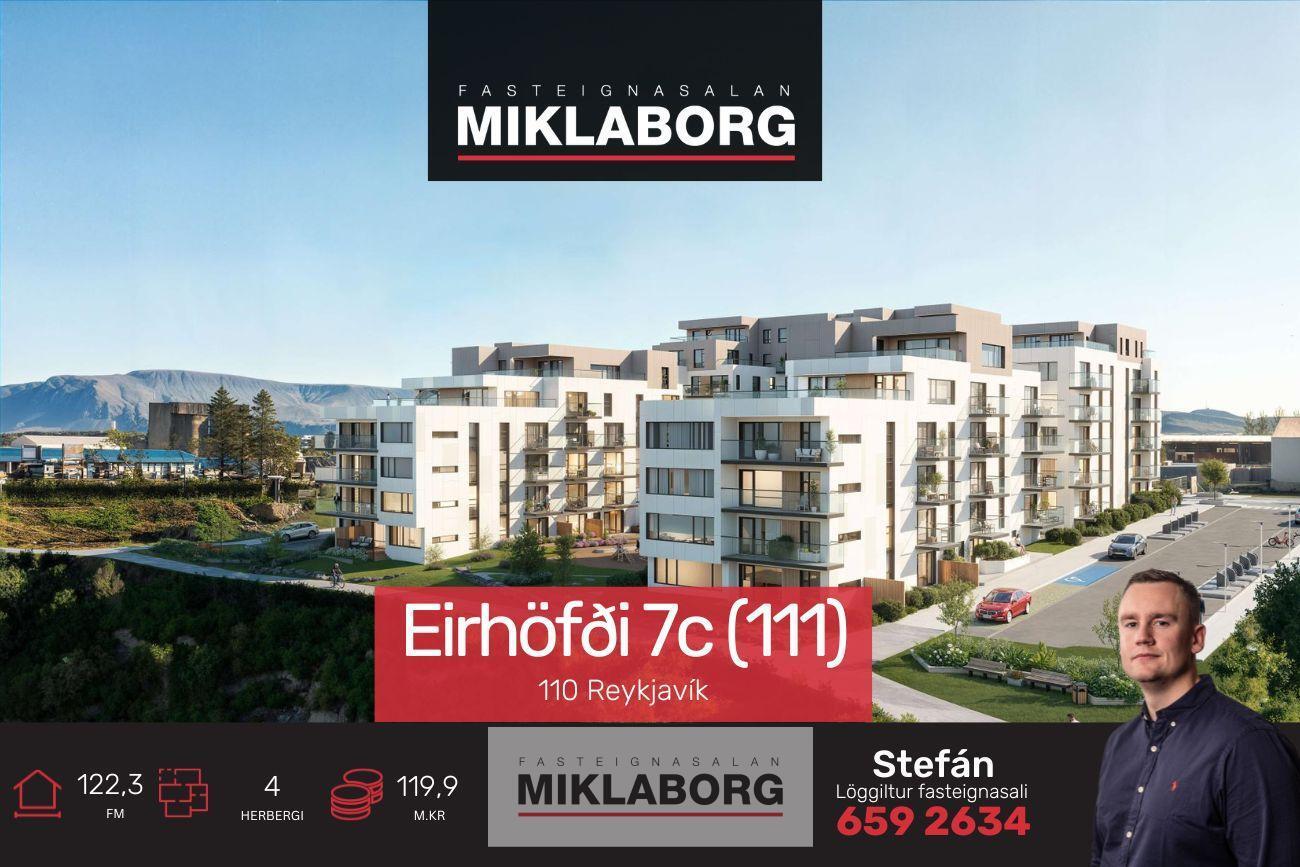 FASTEIGNASALAN
MIKLABORG
Eirhöfði 7c (111)
110 Reykjavík
122,3
FM
4
HERBERGI
119,9
M.KR
FASTEIGNASALAN
MIKLABORG
Stefán
Löggiltur fasteignasali
659 2634